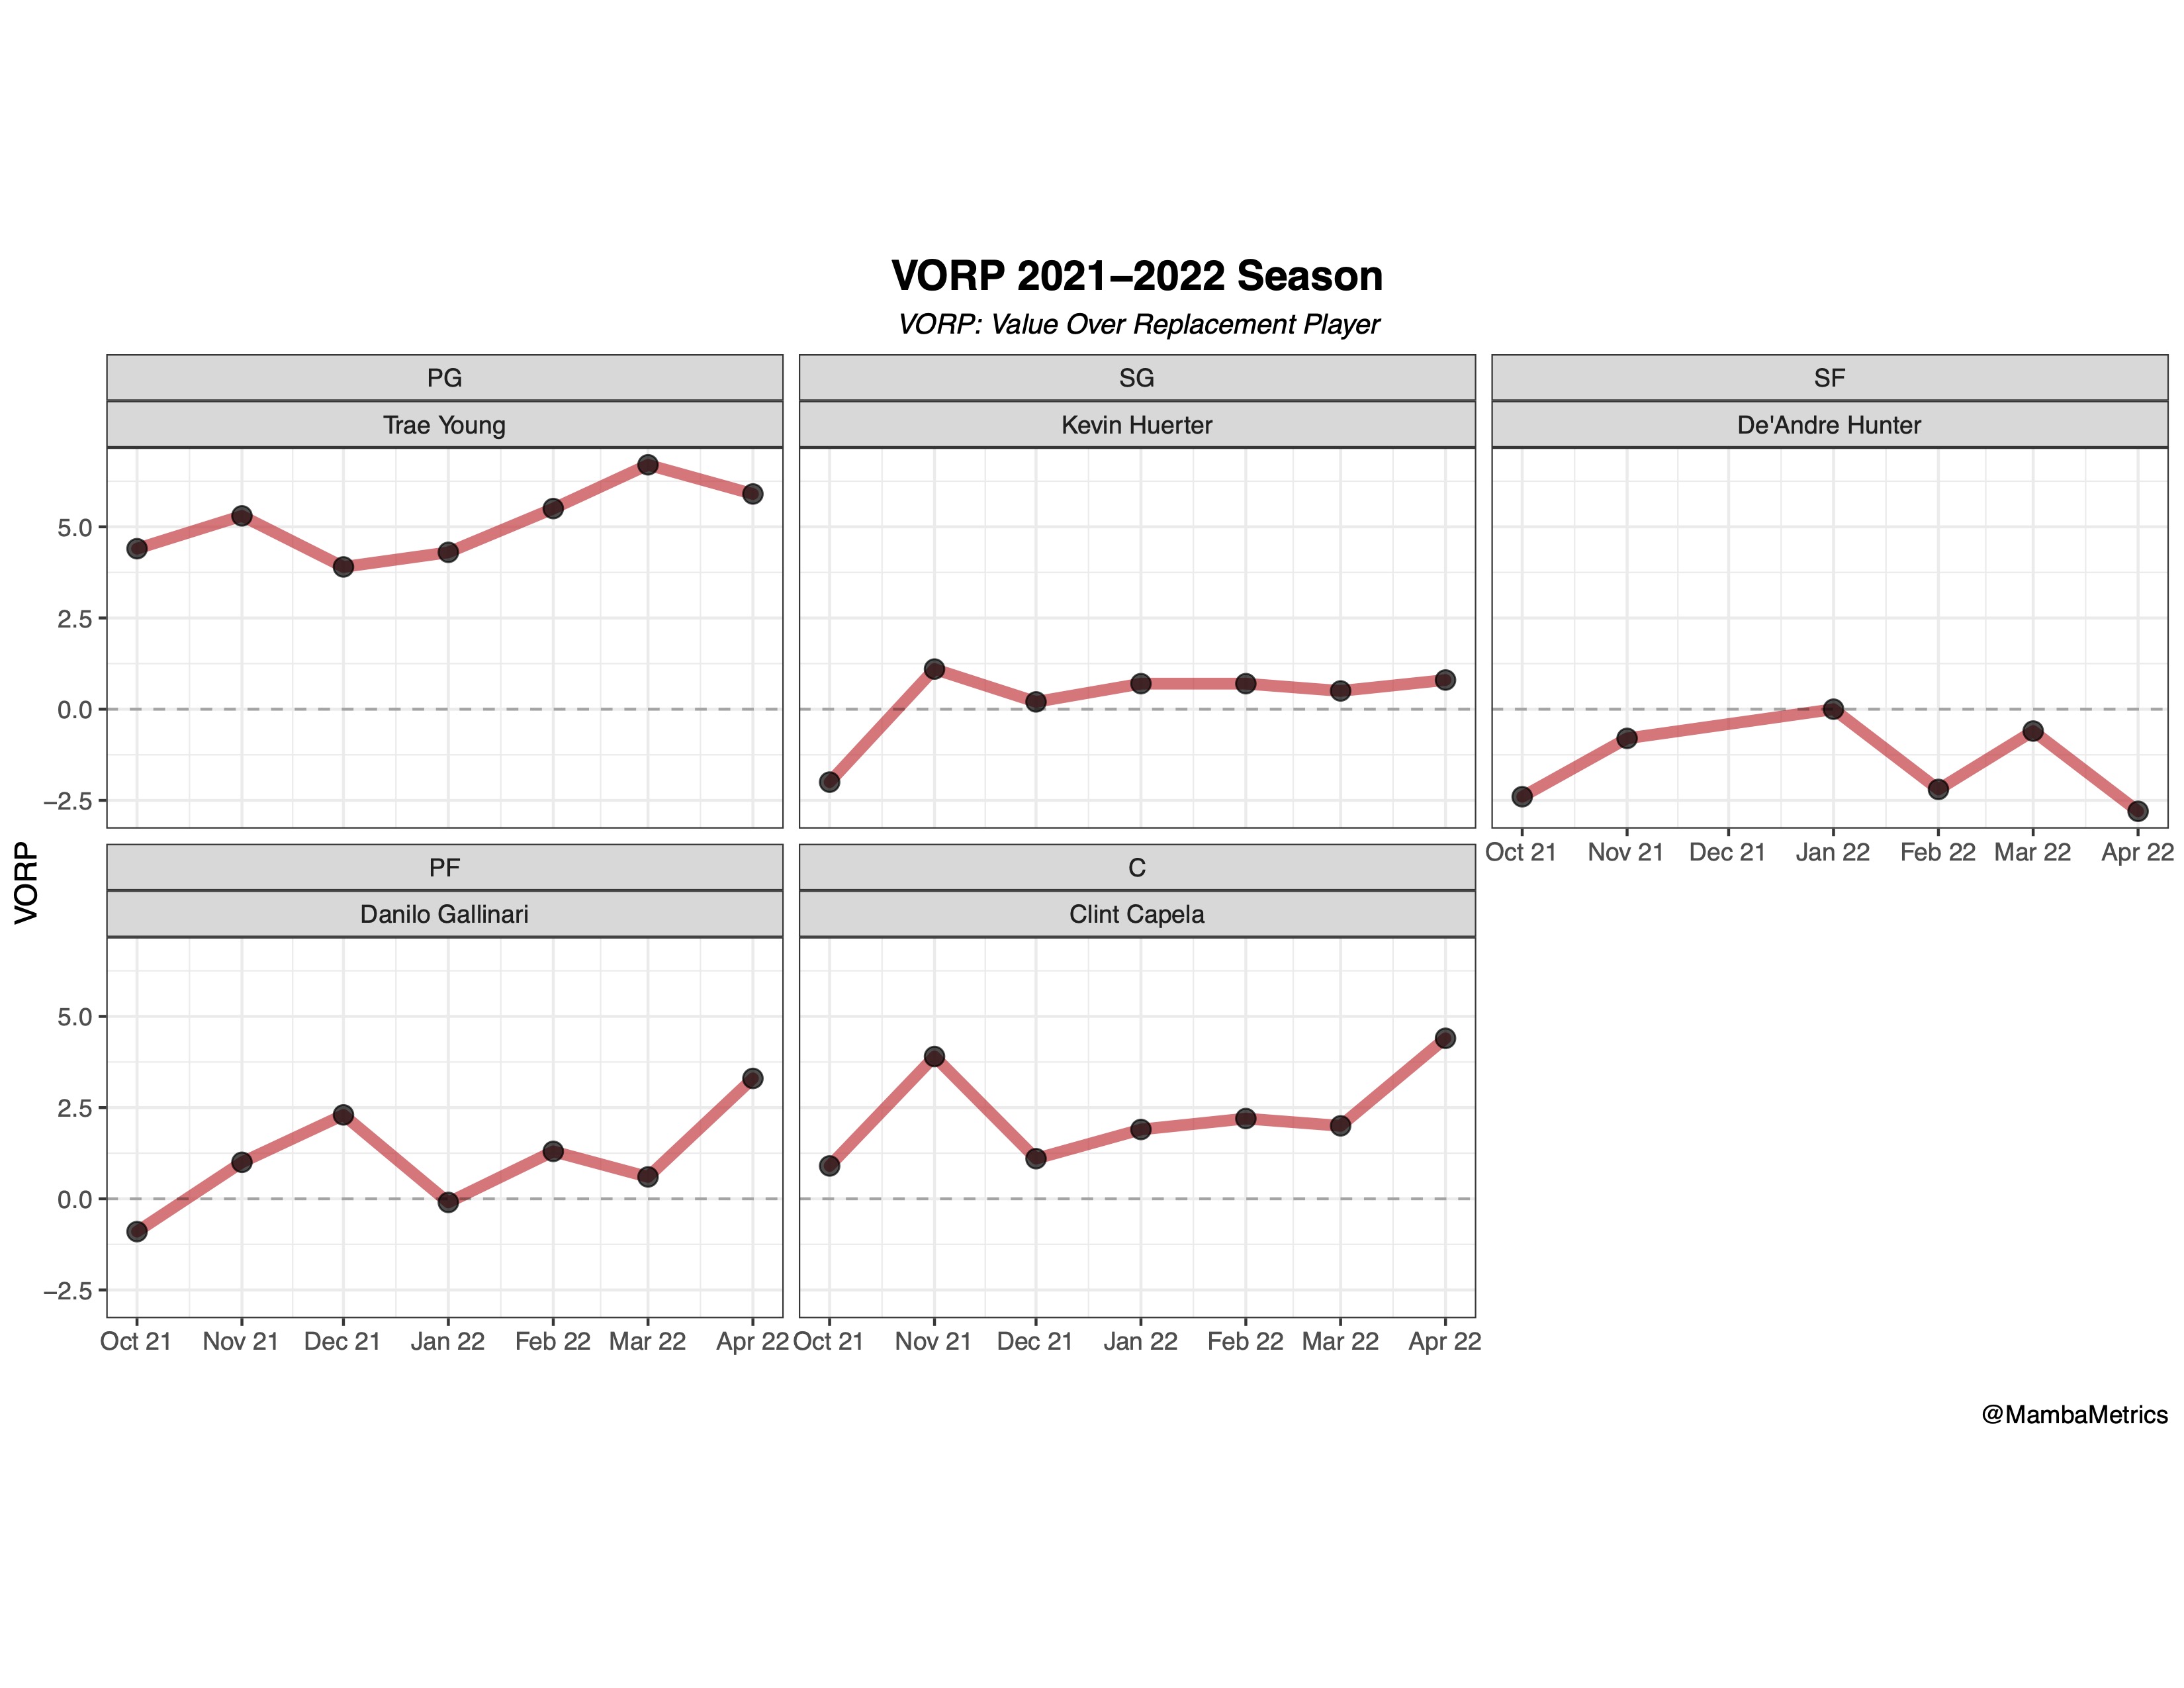 VORP 2021–2022 Season
VORP: Value Over Replacement Player
PG
SG
SF
Trae Young
Kevin Huerter
De'Andre Hunter
5.0
2.5
0.0
−2.5
Oct 21 Nov 21 Dec 21 Jan 22 Feb 22 Mar 22 Apr 22
VORP
PF
C
Danilo Gallinari
Clint Capela
5.0
2.5
0.0
−2.5
Oct 21 Nov 21 Dec 21 Jan 22 Feb 22 Mar 22 Apr 22
Oct 21 Nov 21 Dec 21 Jan 22 Feb 22 Mar 22 Apr 22
@MambaMetrics